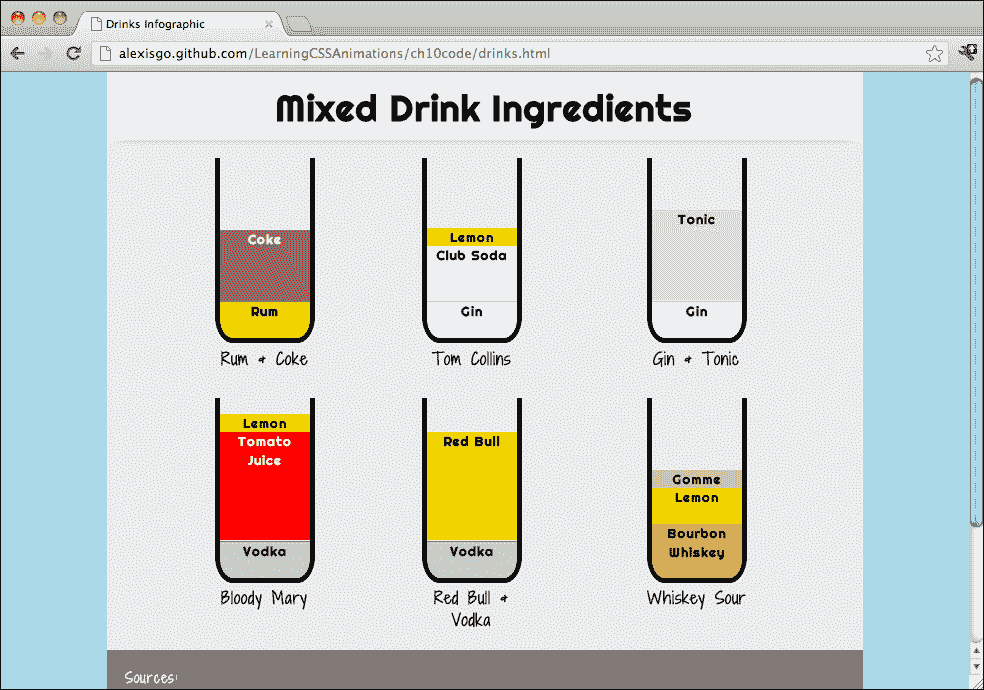 Drinks Infographic
alexisgo.github.com/LearningCSSAnimations/ch10code/drinks.html
Mixed Drink Ingredients
Coke
Rum
Rum & Coke
Lemon
Club Soda
Gin
Tom Collins
Tonic
Gin
Gin & Tonic
Lemon
Tomato
Juice
Vodka
Bloody Mary
Red Bull
Vodka
Red Bull &
Vodka
Gomme
Lemon
Bourbon
Whiskey
Whiskey Sour
Sources: